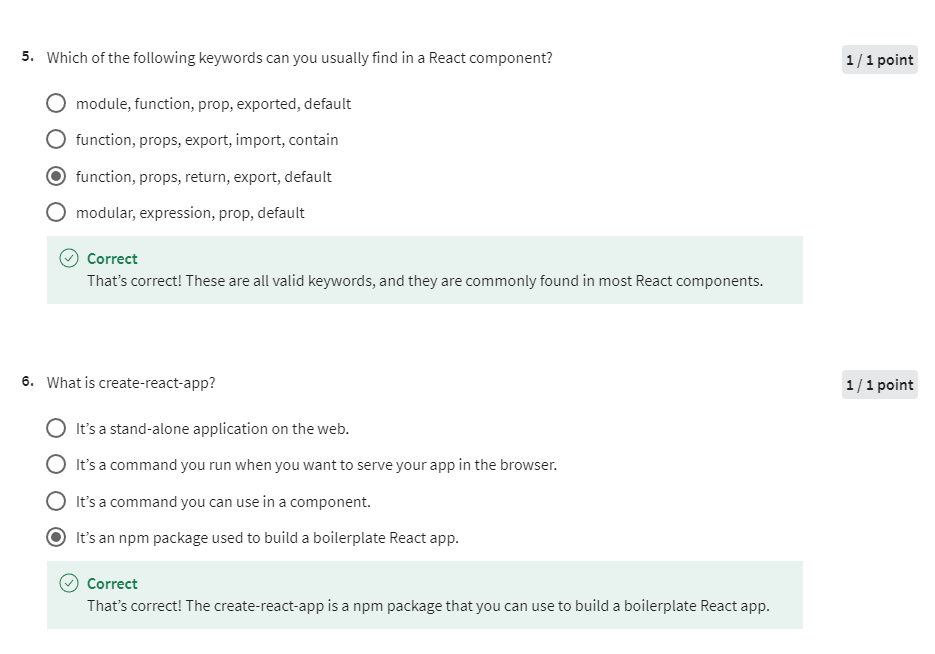 5. Which of the following keywords can you usually find in a React component?
1 / 1 point
module, function, prop, exported, default
function, props, export, import, contain
function, props, return, export, default
modular, expression, prop, default
Correct
That’s correct! These are all valid keywords, and they are commonly found in most React components.
6. What is create-react-app?
1 / 1 point
It’s a stand-alone application on the web.
It’s a command you run when you want to serve your app in the browser.
It’s a command you can use in a component.
It’s an npm package used to build a boilerplate React app.
Correct
That’s correct! The create-react-app is a npm package that you can use to build a boilerplate React app.